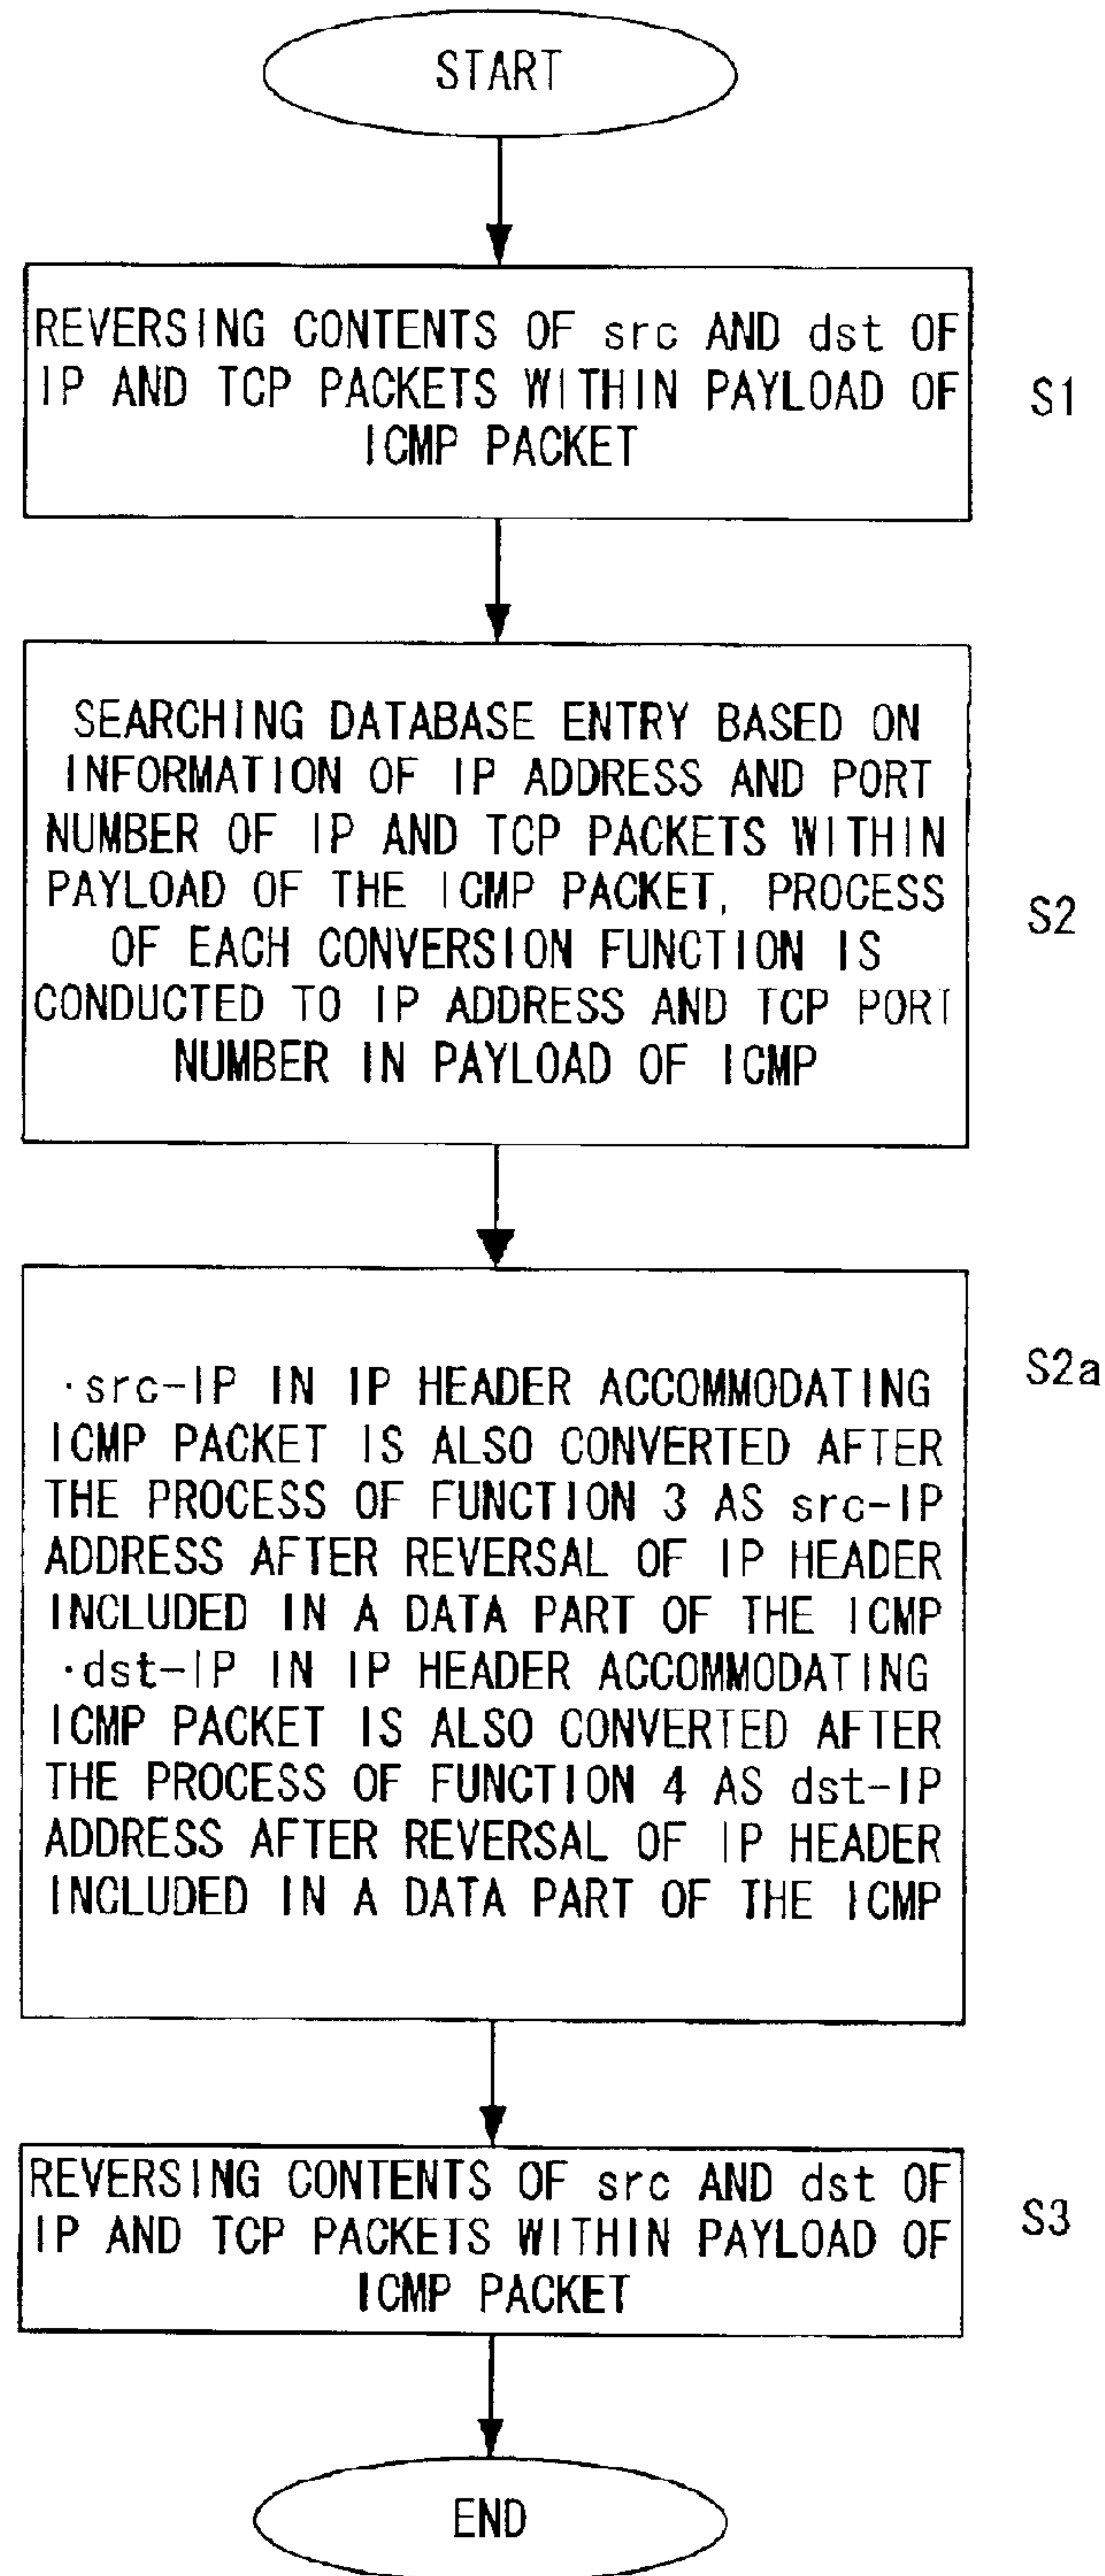 START
REVERSING CONTENTS OF src AND dst OF
IP AND TCP PACKETS WITHIN PAYLOAD OF
ICMP PACKET
S1
SEARCHING DATABASE ENTRY BASED ON
INFORMATION OF IP ADDRESS AND PORT
NUMBER OF IP AND TCP PACKETS WITHIN
PAYLOAD OF THE ICMP PACKET, PROCESS
OF EACH CONVERSION FUNCTION IS
CONDUCTED TO IP ADDRESS AND TCP PORT
NUMBER IN PAYLOAD OF ICMP
S2
·src-IP IN IP HEADER ACCOMMODATING
ICMP PACKET IS ALSO CONVERTED AFTER
THE PROCESS OF FUNCTION 3 AS src-IP
ADDRESS AFTER REVERSAL OF IP HEADER
INCLUDED IN A DATA PART OF THE ICMP
·dst-IP IN IP HEADER ACCOMMODATING
ICMP PACKET IS ALSO CONVERTED AFTER
THE PROCESS OF FUNCTION 4 AS dst-IP
ADDRESS AFTER REVERSAL OF IP HEADER
INCLUDED IN A DATA PART OF THE ICMP
S2a
REVERSING CONTENTS OF src AND dst OF
IP AND TCP PACKETS WITHIN PAYLOAD OF
ICMP PACKET
S3
END